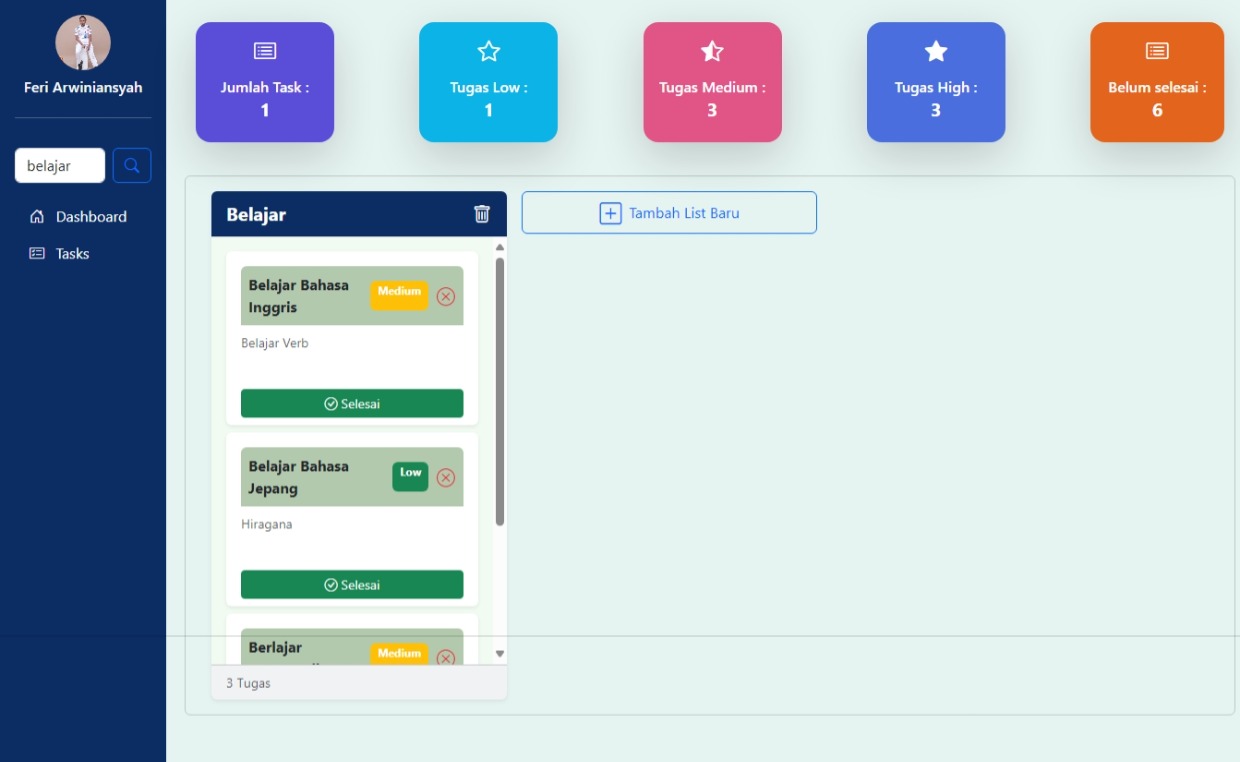 Feri Arwiniansyah
belajar
Dashboard
Tasks
Jumlah Task :
1
Tugas Low :
1
Tugas Medium :
3
Tugas High :
3
Belum selesai :
6
Belajar
Tambah List Baru
Belajar Bahasa
Inggris
Medium
Belajar Verb
Selesai
Belajar Bahasa
Jepang
Low
Hiragana
Selesai
Berlajar
Medium
3 Tugas